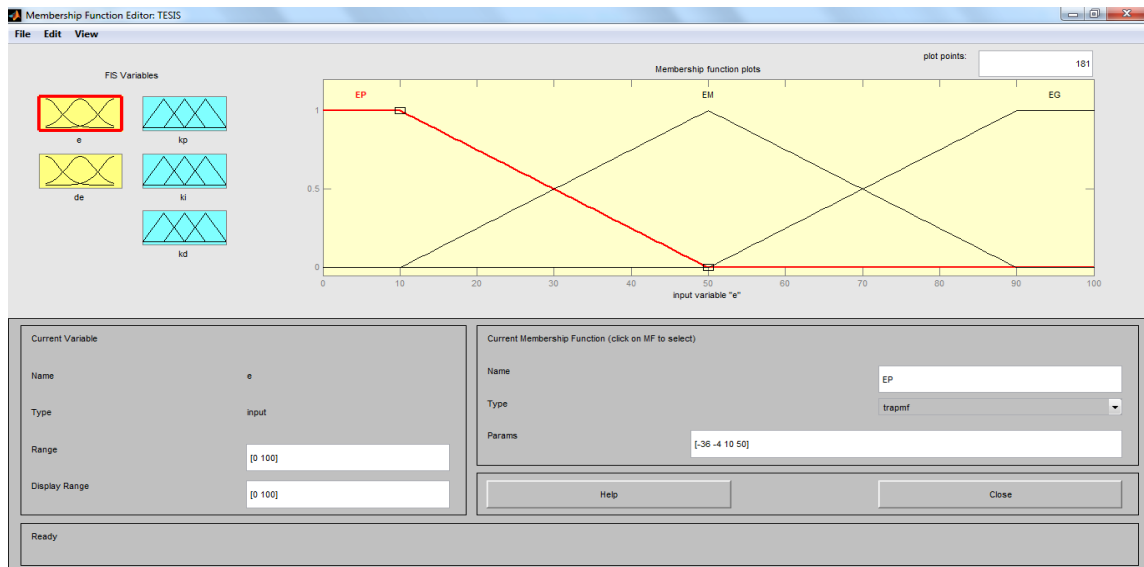 Membership Function Editor: TESIS
File Edit View
FIS Variables
e
kp
de
ki
kd
plot points: 181
Membership function plots
EP EM EG
1
0.5
0
0 10 20 30 40 50 60 70 80 90 100
input variable "e"
Current Variable
Name e
Type input
Range [0 100]
Display Range [0 100]
Current Membership Function (click on MF to select)
Name EP
Type trapmf
Params [-36 -4 10 50]
Help Close
Ready